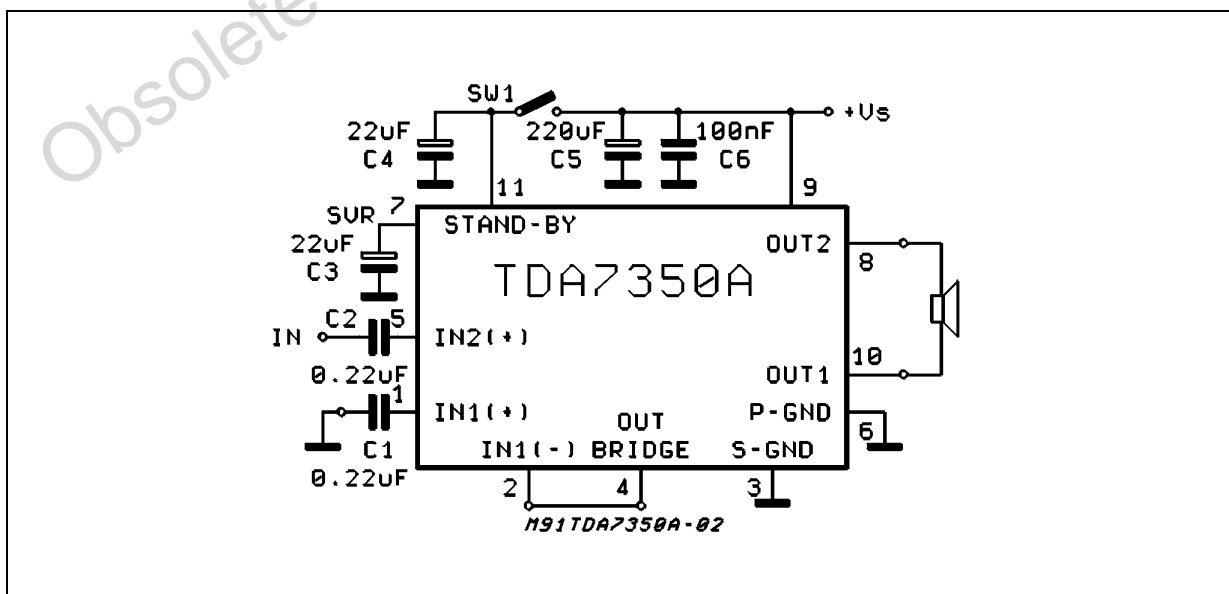 Obsolete
SW1
+Vs
22uF
C4
220uF
C5
100nF
C6
11
9
SVR 7
STAND-BY
22uF
C3
OUT2
8
TDA7350A
C2 5
IN
IN2(+)
0.22uF
10
OUT1
1
IN1(+)
C1
0.22uF
P-GND
6
OUT
IN1(-) BRIDGE
S-GND
2
4
3
M91TDA7350A-02